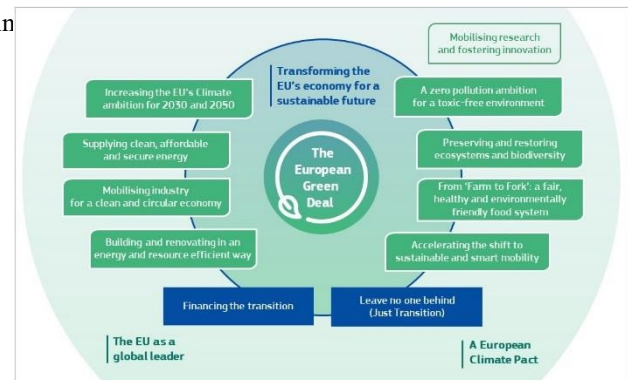 in
Mobilising research
and fostering innovation
Transforming the
EU's economy for a
sustainable future
Increasing the EU's Climate
ambition for 2030 and 2050
Supplying clean, affordable
and secure energy
Mobilising industry
for a clean and circular economy
Building and renovating in an
energy and resource efficient way
The
European
Green
Deal
A zero pollution ambition
for a toxic-free environment
Preserving and restoring
ecosystems and biodiversity
From 'Farm to Fork': a fair,
healthy and environmentally
friendly food system
Accelerating the shift to
sustainable and smart mobility
Financing the transition
Leave no one behind
(Just Transition)
The EU as a
global leader
A European
Climate Pact